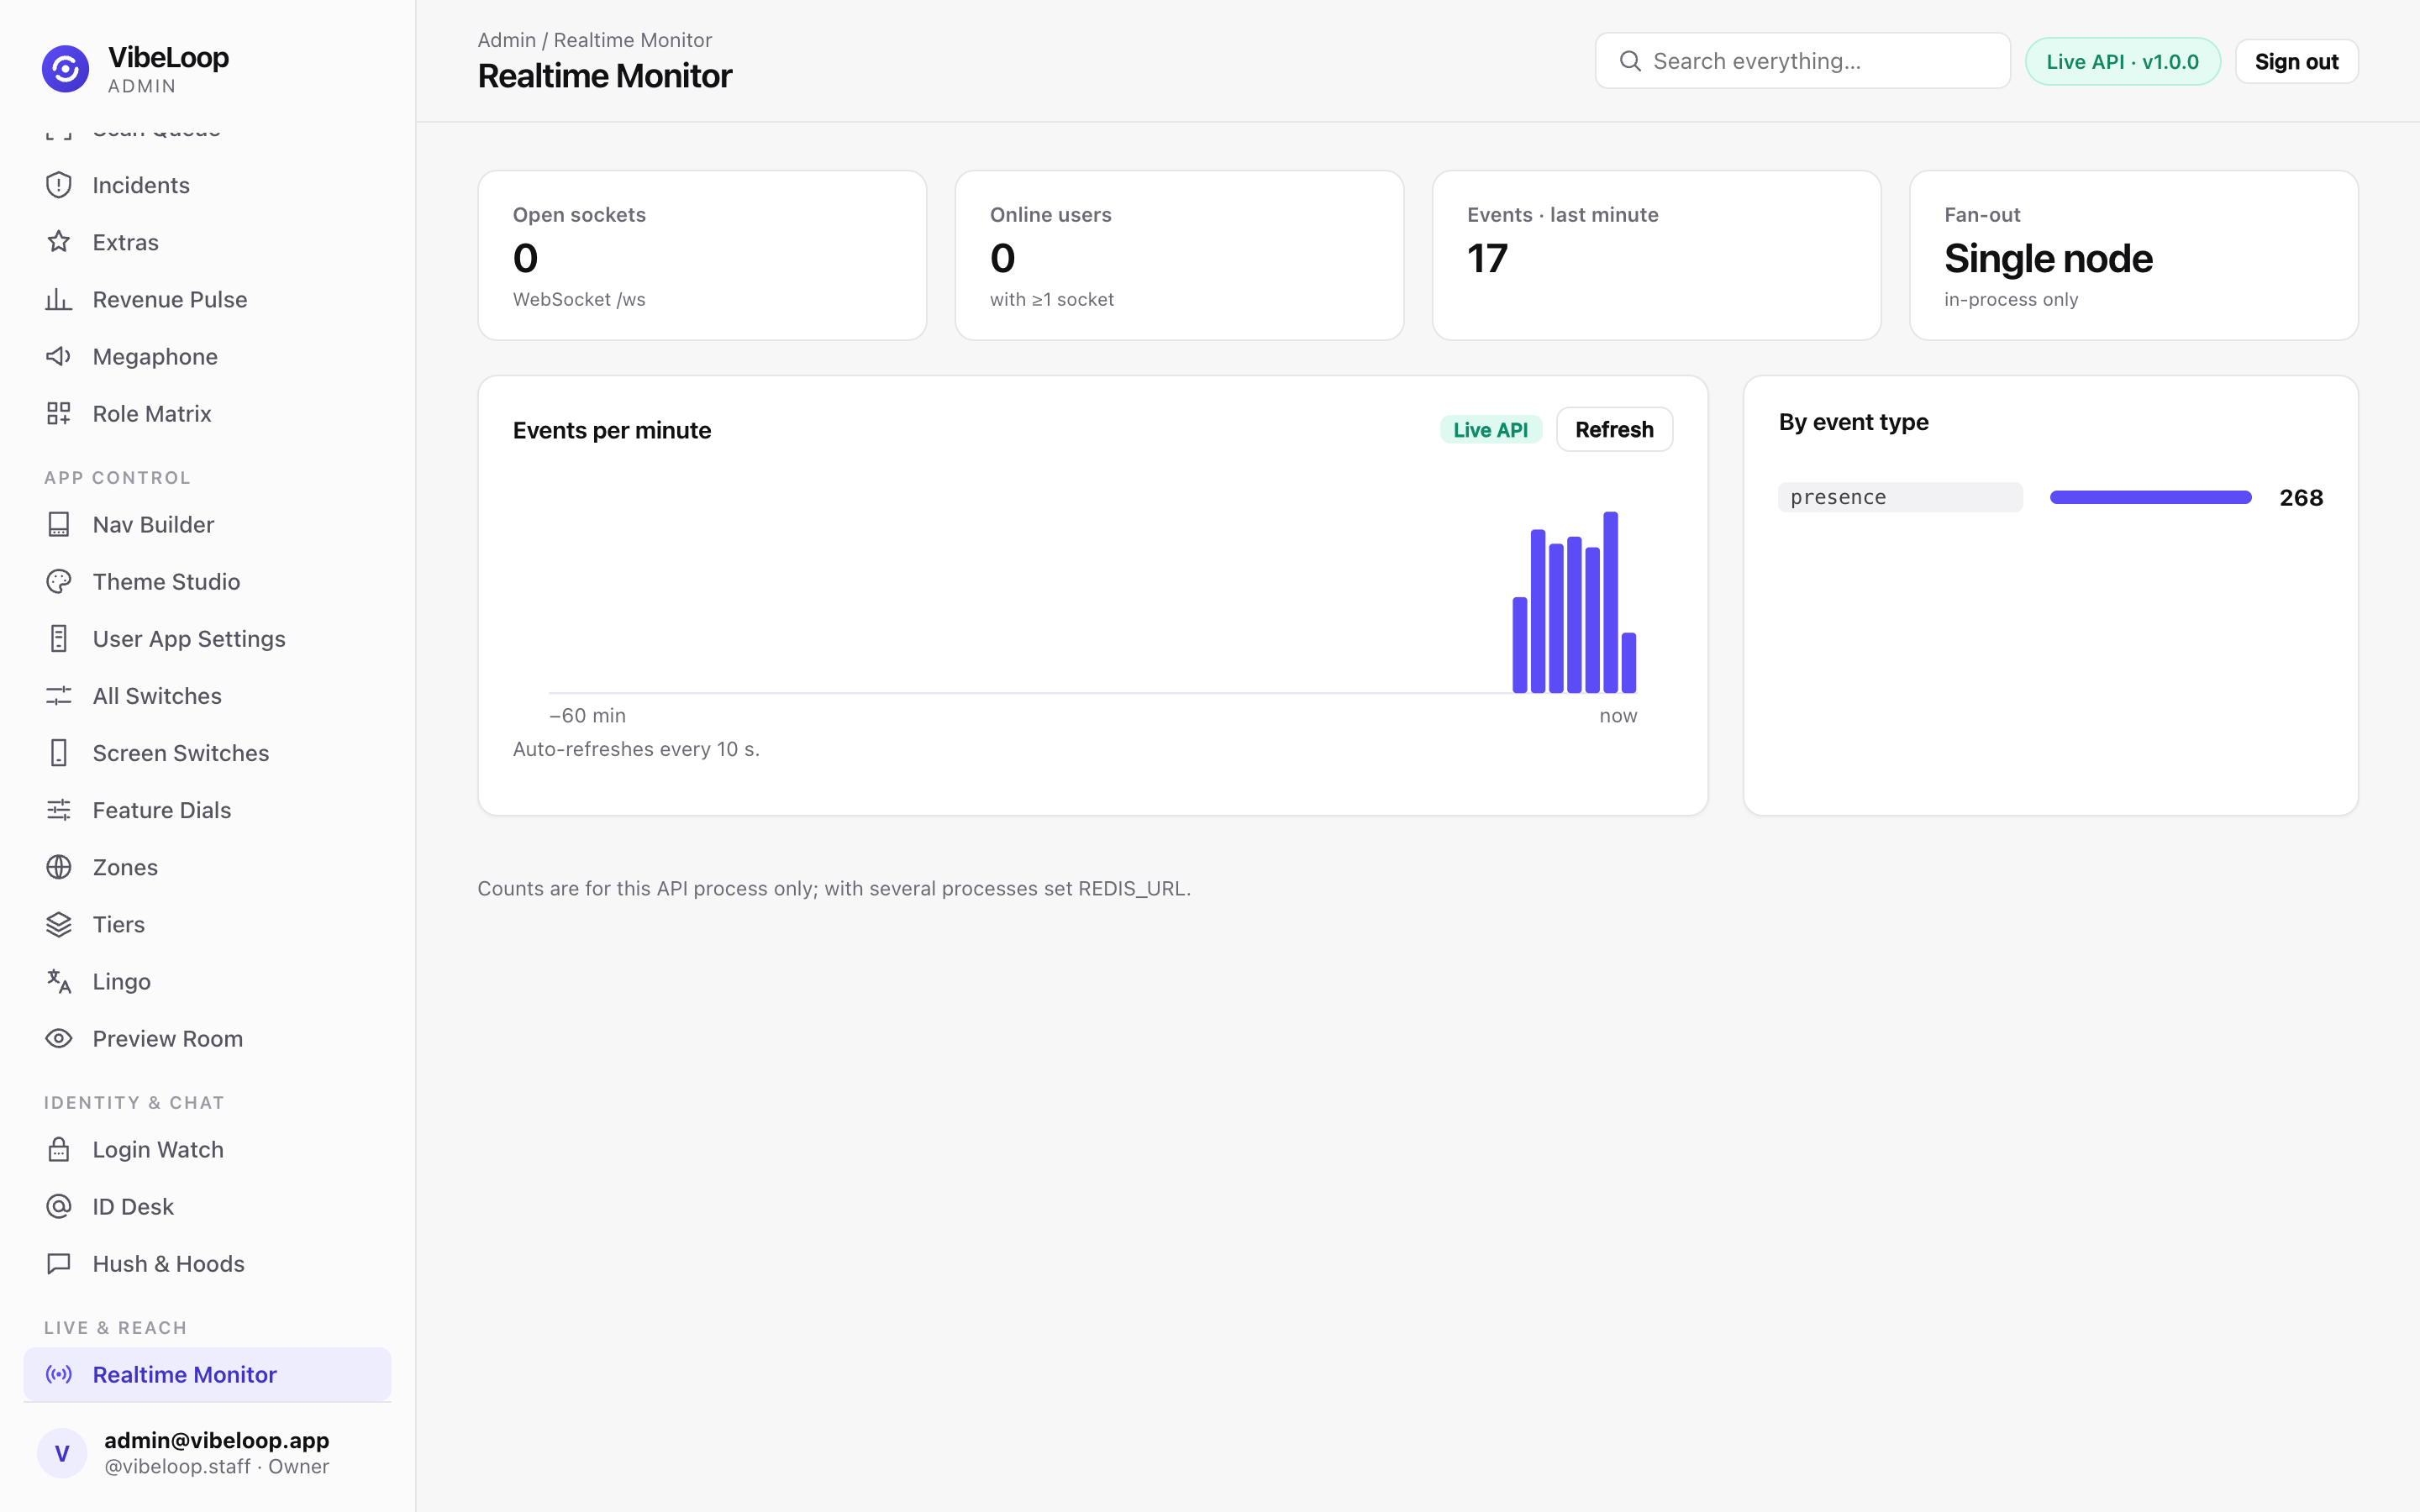 VibeLoop
ADMIN
Scan Queue
Incidents
Extras
Revenue Pulse
Megaphone
Role Matrix
APP CONTROL
Nav Builder
Theme Studio
User App Settings
All Switches
Screen Switches
Feature Dials
Zones
Tiers
Lingo
Preview Room
IDENTITY & CHAT
Login Watch
ID Desk
Hush & Hoods
LIVE & REACH
Realtime Monitor
V
admin@vibeloop.app
@vibeloop.staff · Owner
Admin / Realtime Monitor
Realtime Monitor
Search everything...
Live API · v1.0.0
Sign out
Open sockets
0
WebSocket /ws
Online users
0
with ≥1 socket
Events · last minute
17
Fan-out
Single node
in-process only
Events per minute
Live API
Refresh
−60 min
now
Auto-refreshes every 10 s.
By event type
presence
268
Counts are for this API process only; with several processes set REDIS_URL.